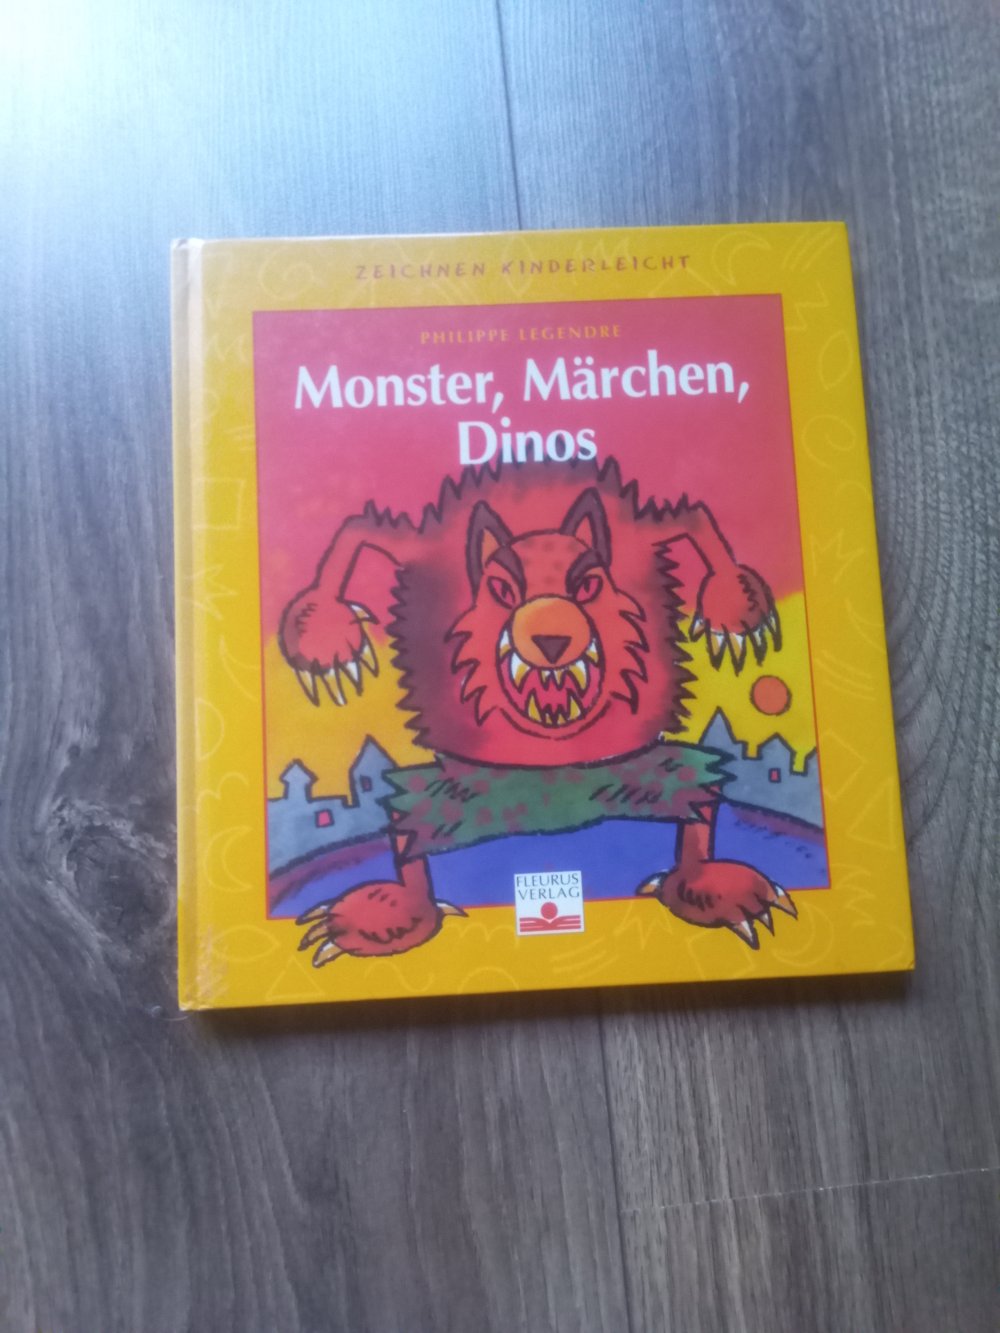 ZEICHNEN KINDERLEICHT
PHILIPPE LEGENDRE
Monster, Märchen,
Dinos
FLEURUS
VERLAG